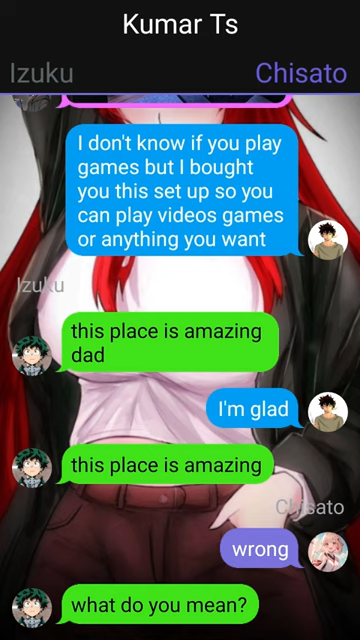 Kumar Ts
Izuku
Chisato
I don't know if you play
games but I bought
you this set up so you
can play videos games
or anything you want
Izuku
this place is amazing
dad
I'm glad
this place is amazing
Chisato
wrong
what do you mean?